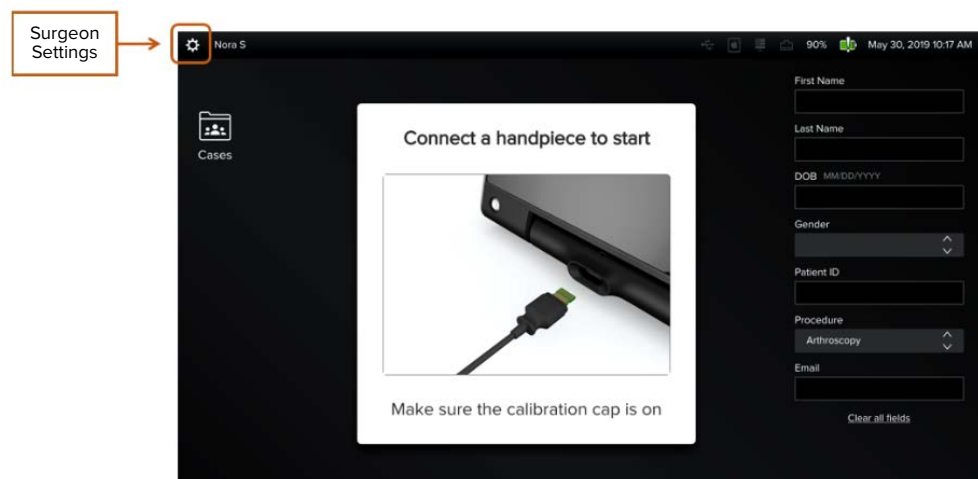 Surgeon
Settings
Nora S
90%
May 30, 2019 10:17 AM
Cases
Connect a handpiece to start
Make sure the calibration cap is on
First Name
Last Name
DOB MM/DD/YYYY
Gender
Patient ID
Procedure
Arthroscopy
Email
Clear all fields